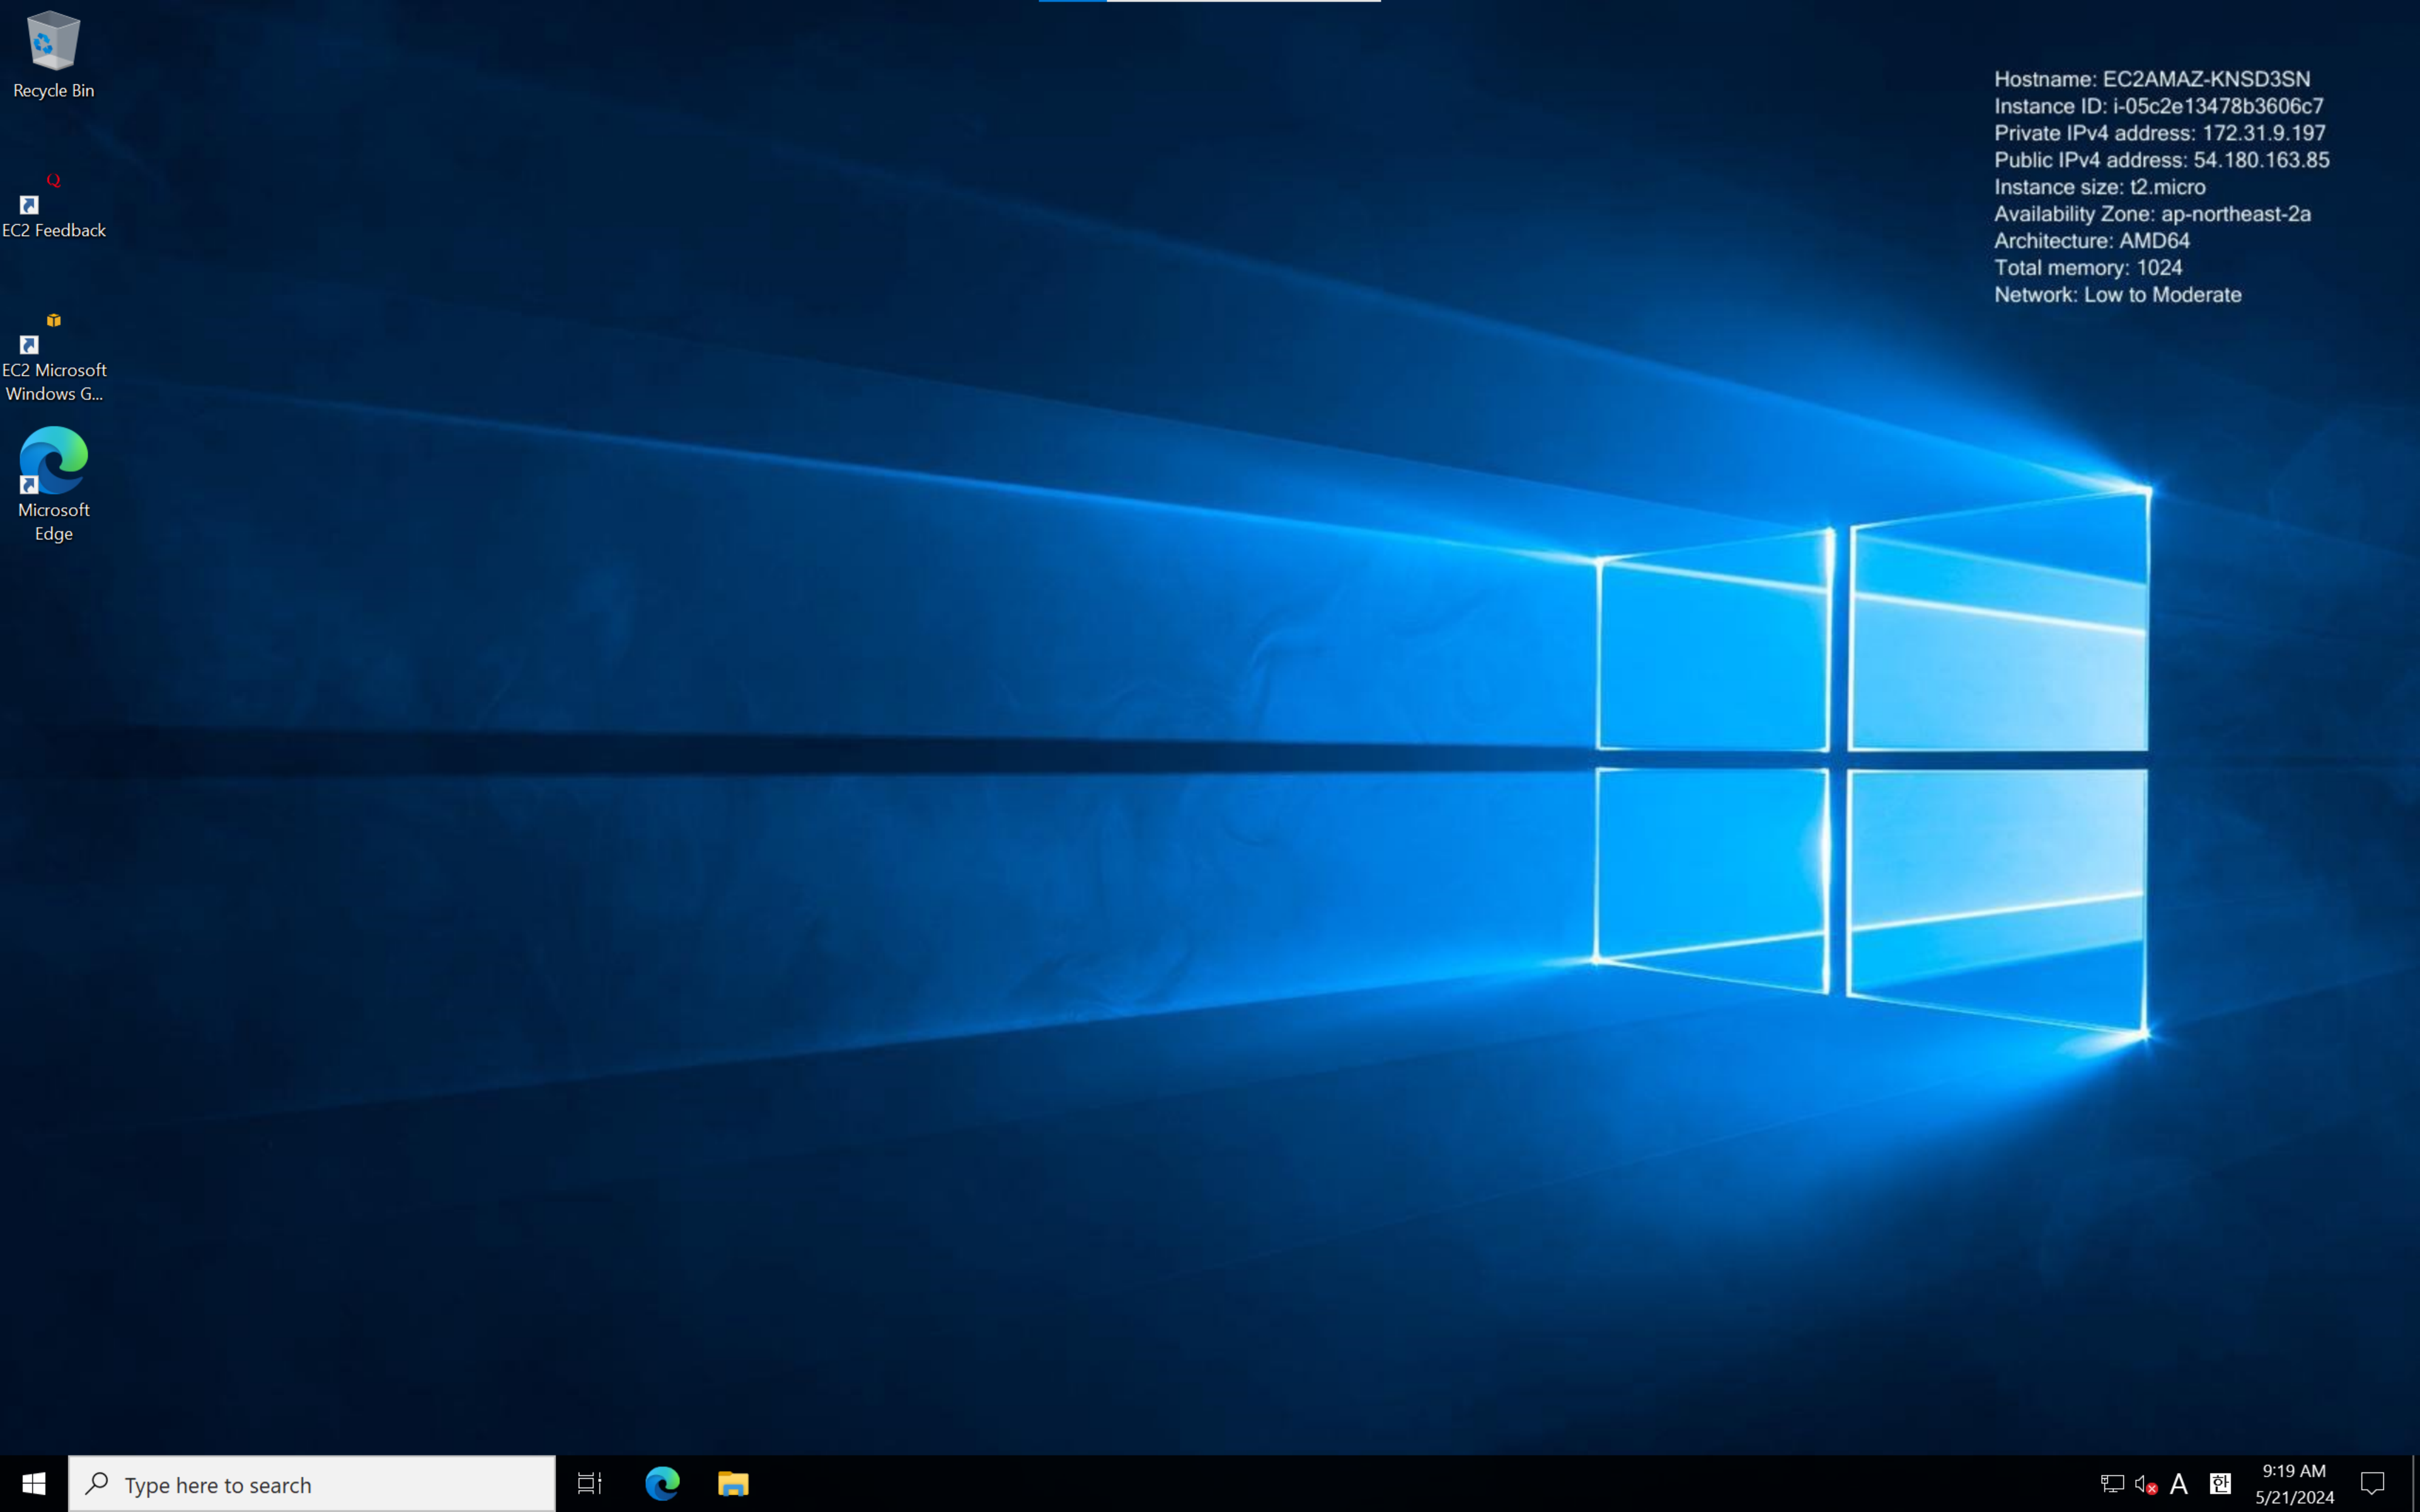 Recycle Bin
Q
EC2 Feedback
EC2 Microsoft
Windows G...
Microsoft
Edge
Hostname: EC2AMAZ-KNSD3SN
Instance ID: i-05c2e13478b3606c7
Private IPv4 address: 172.31.9.197
Public IPv4 address: 54.180.163.85
Instance size: t2.micro
Availability Zone: ap-northeast-2a
Architecture: AMD64
Total memory: 1024
Network: Low to Moderate
Type here to search
A
한
9:19 AM
5/21/2024